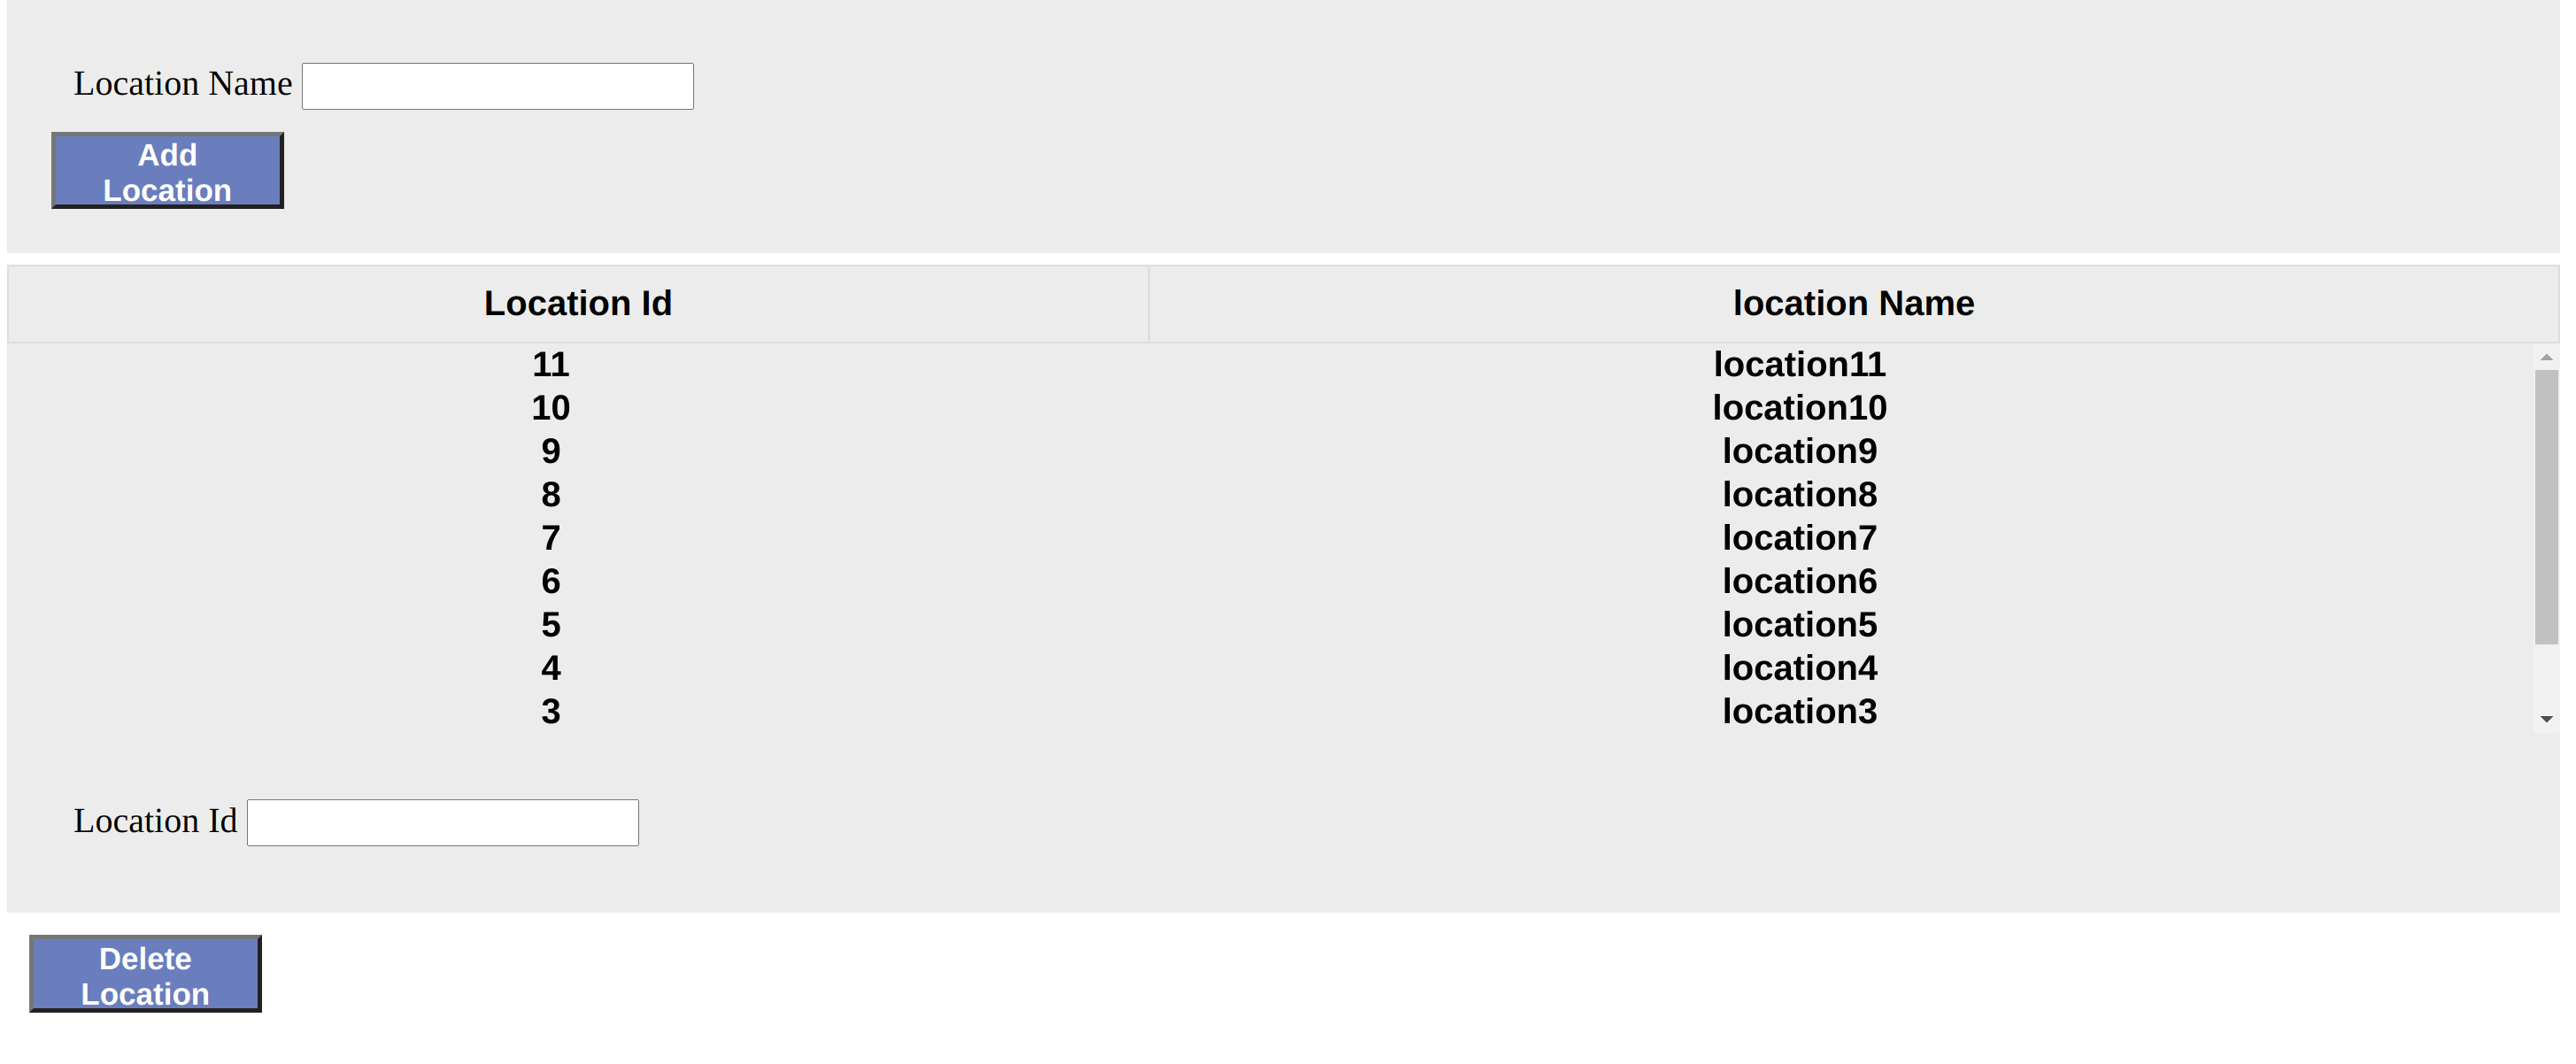 Location Name
Add
Location
Location Id location Name
11 location11
10 location10
9 location9
8 location8
7 location7
6 location6
5 location5
4 location4
3 location3
Location Id
Delete
Location